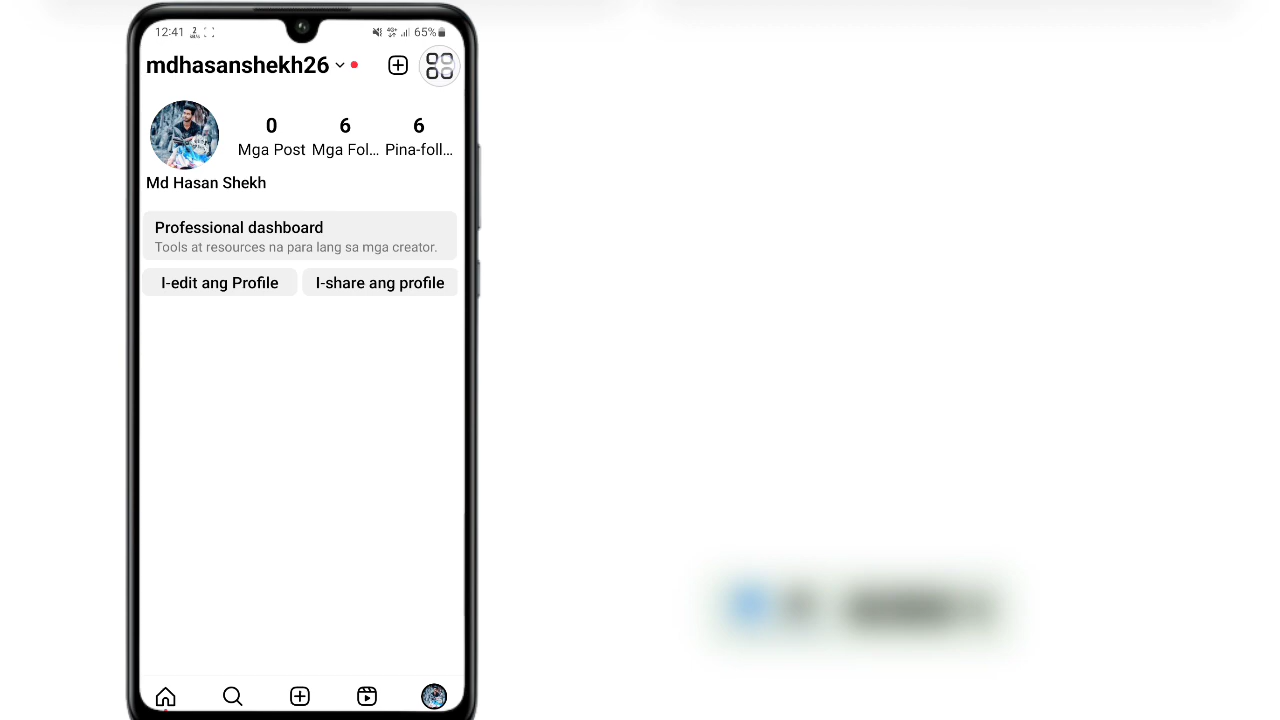 12:41 65%
mdhasanshekh26
0 6 6
Mga Post Mga Fol... Pina-foll...
Md Hasan Shekh
Professional dashboard
Tools at resources na para lang sa mga creator.
I-edit ang Profile I-share ang profile